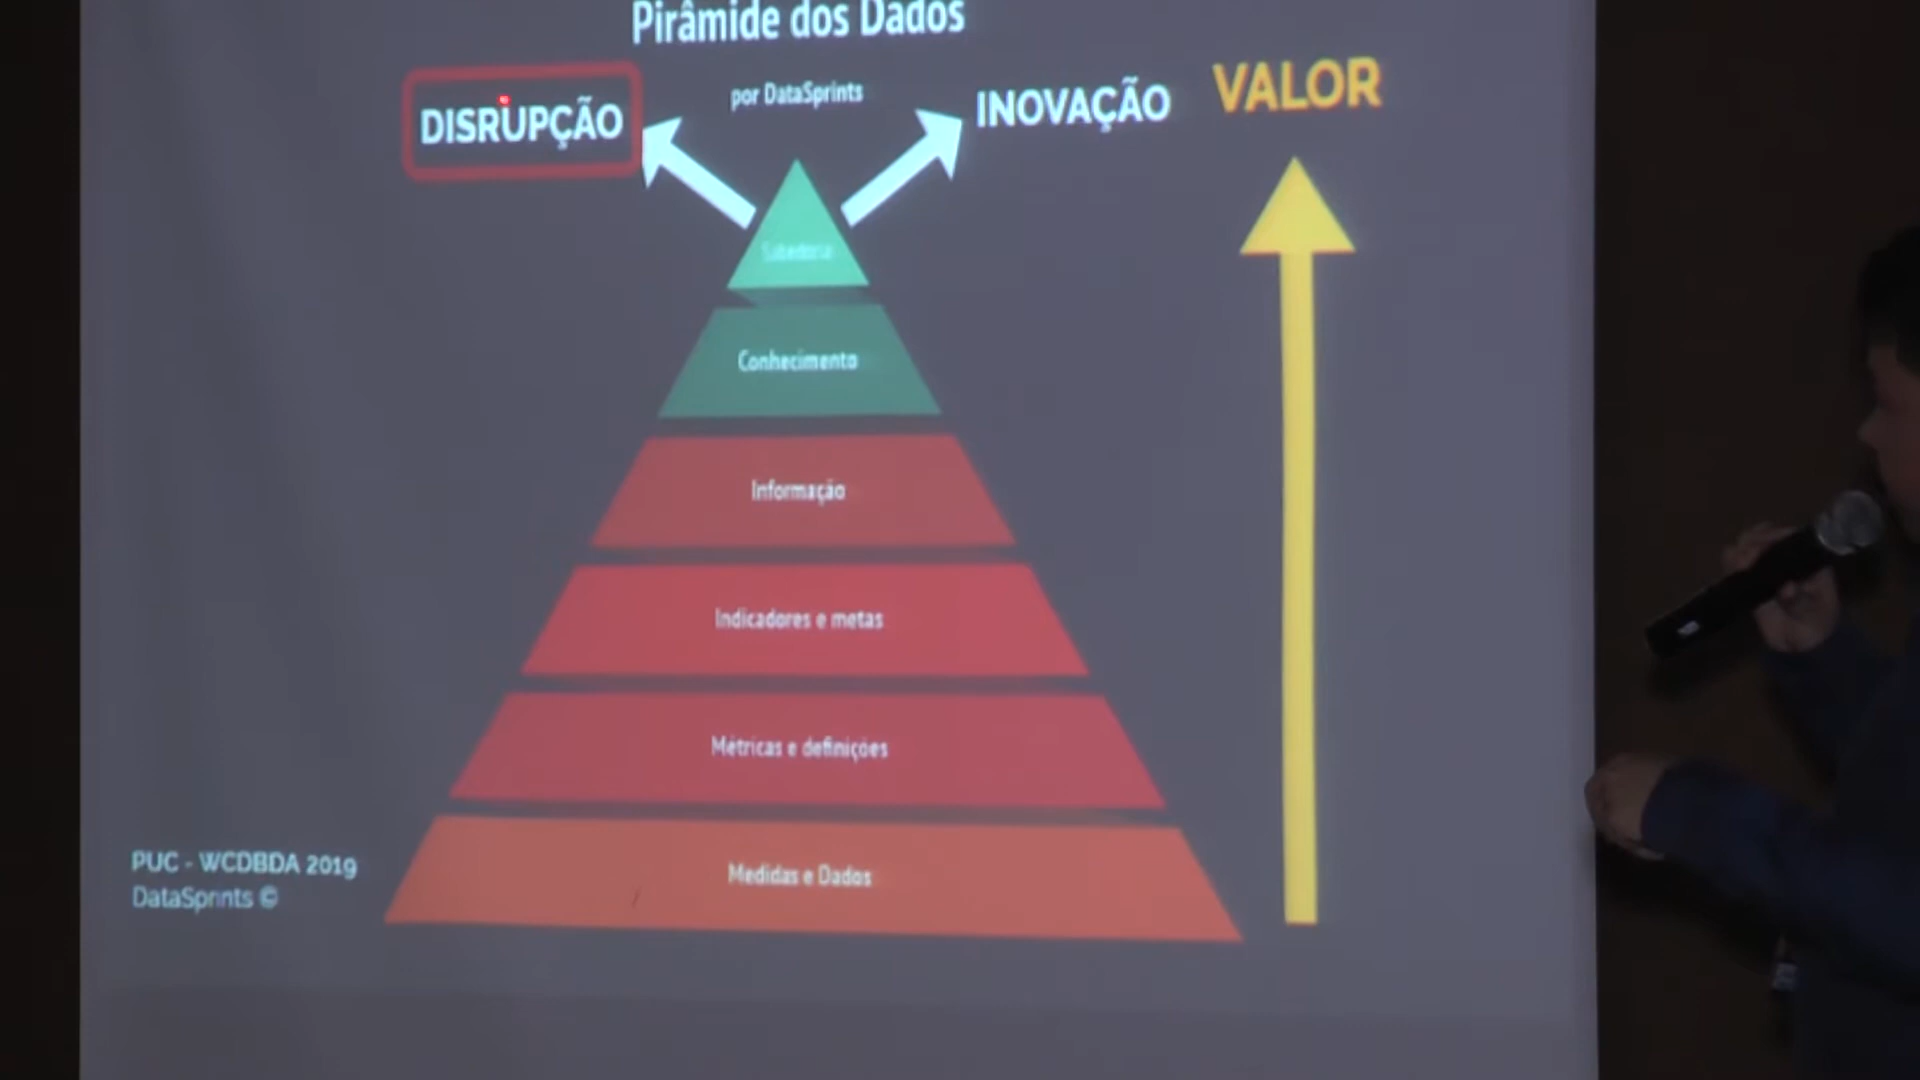 Pirâmide dos Dados
por DataSprints
DISRUPÇÃO
INOVAÇÃO
VALOR
Sabedoria
Conhecimento
Informação
Indicadores e metas
Métricas e definições
Medidas e Dados
PUC - WCDBDA 2019
DataSprints ©